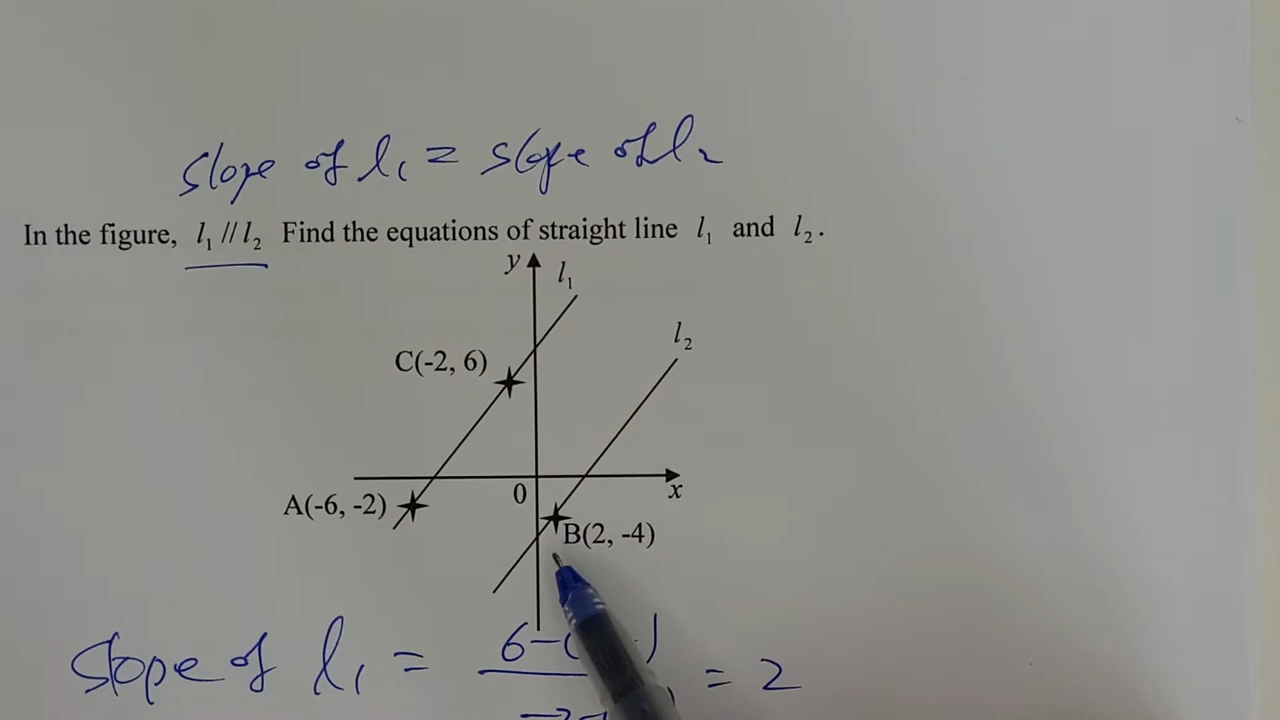 slope of l₁ = slope of l₂
In the figure, l₁ // l₂ Find the equations of straight line l₁ and l₂.
y
l₁
l₂
C(-2, 6)
A(-6, -2)
0
x
B(2, -4)
Slope of l₁ = 6-( ) = 2